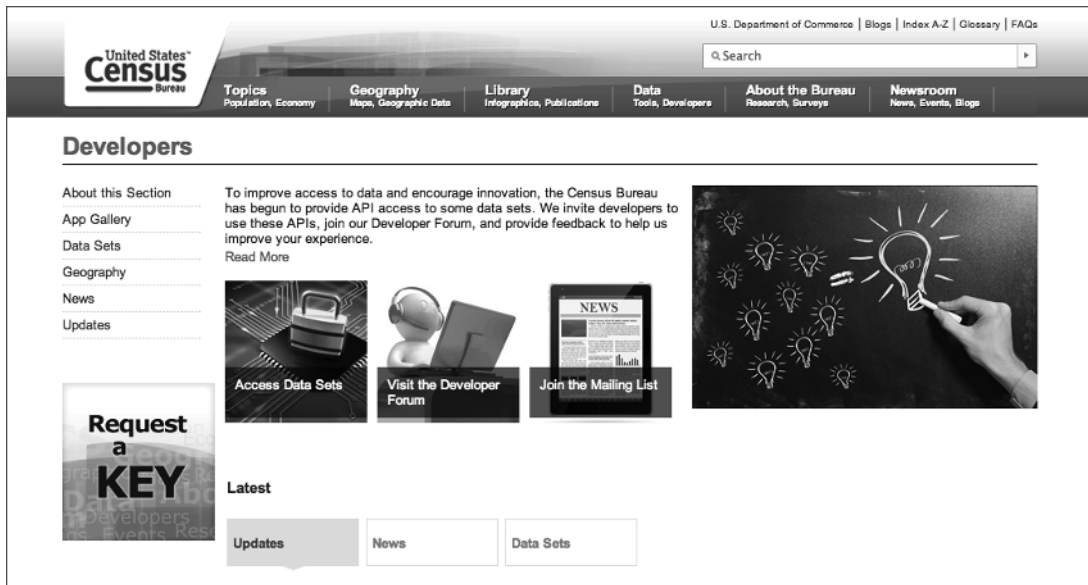 U.S. Department of Commerce | Blogs | Index A-Z | Glossary | FAQs
Search
United States™
Census
Bureau
Topics
Population, Economy
Geography
Maps, Geographic Data
Library
Infographics, Publications
Data
Tools, Developers
About the Bureau
Research, Surveys
Newsroom
News, Events, Blogs
Developers
About this Section
App Gallery
Data Sets
Geography
News
Updates
To improve access to data and encourage innovation, the Census Bureau
has begun to provide API access to some data sets. We invite developers to
use these APIs, join our Developer Forum, and provide feedback to help us
improve your experience.
Read More
Access Data Sets
Visit the Developer
Forum
NEWS
Join the Mailing List
Request
a
KEY
Data
Developers
Events
Latest
Updates
News
Data Sets